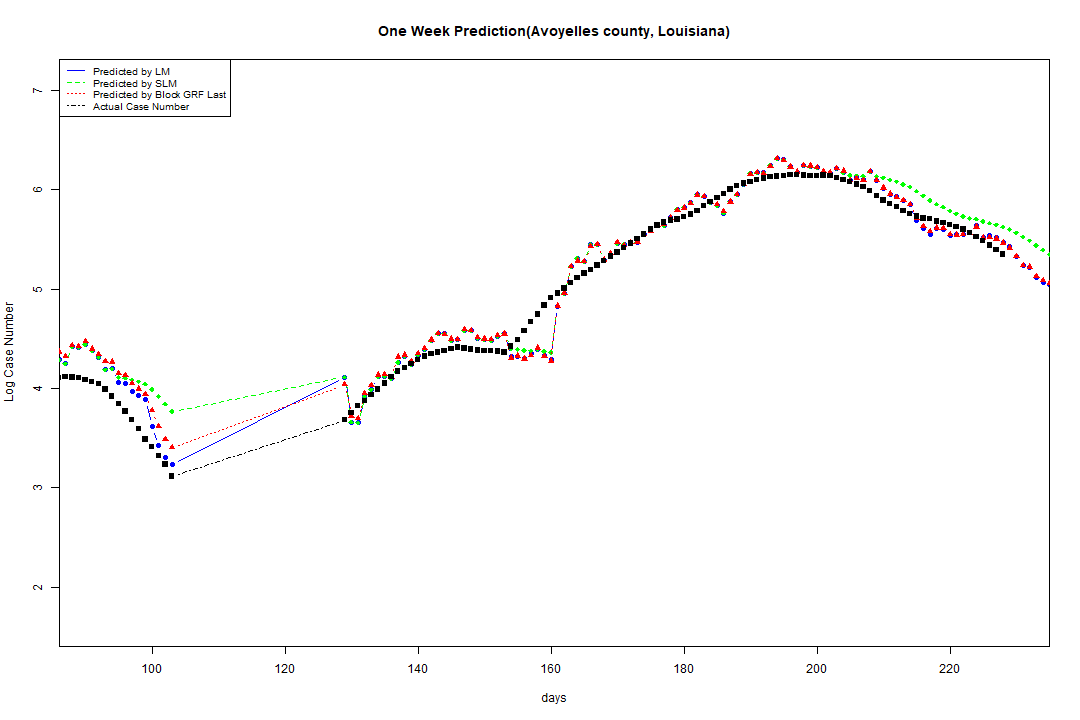 One Week Prediction(Avoyelles county, Louisiana)
Predicted by LM
Predicted by SLM
Predicted by Block GRF Last
Actual Case Number
7
6
5
4
3
2
Log Case Number
100 120 140 160 180 200 220
days